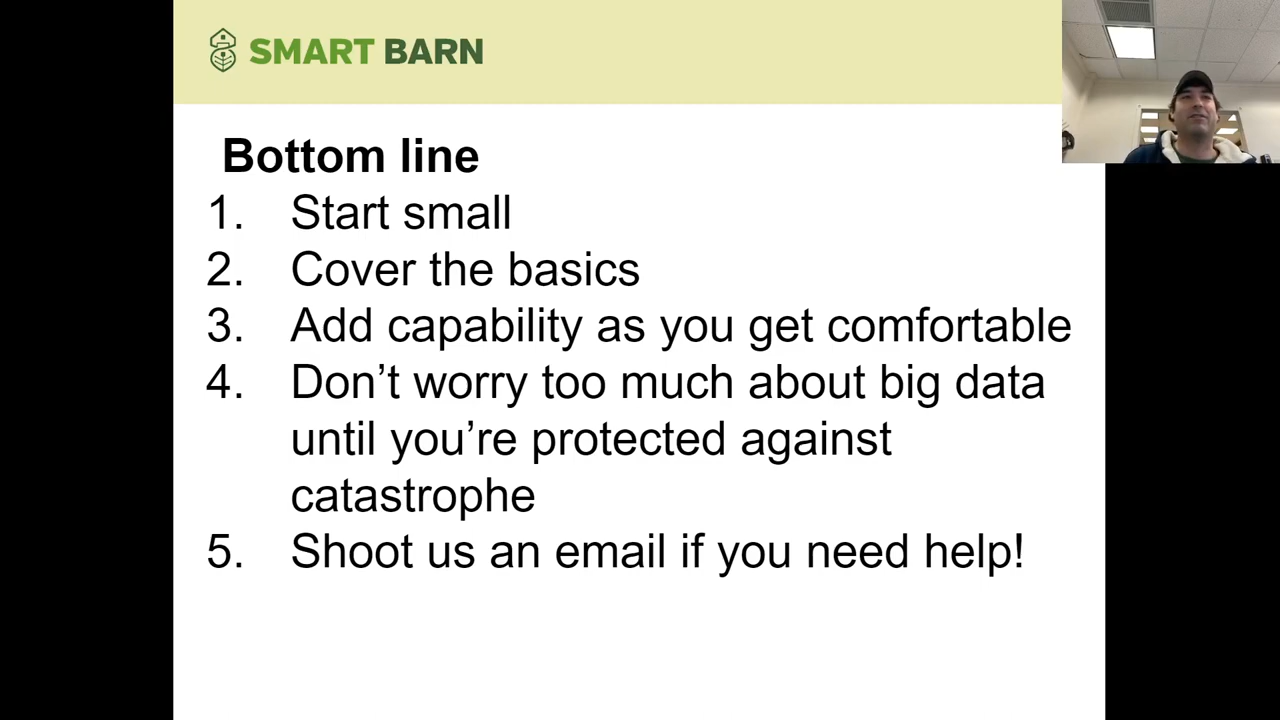 SMART BARN
Bottom line
1. Start small
2. Cover the basics
3. Add capability as you get comfortable
4. Don’t worry too much about big data
until you’re protected against
catastrophe
5. Shoot us an email if you need help!